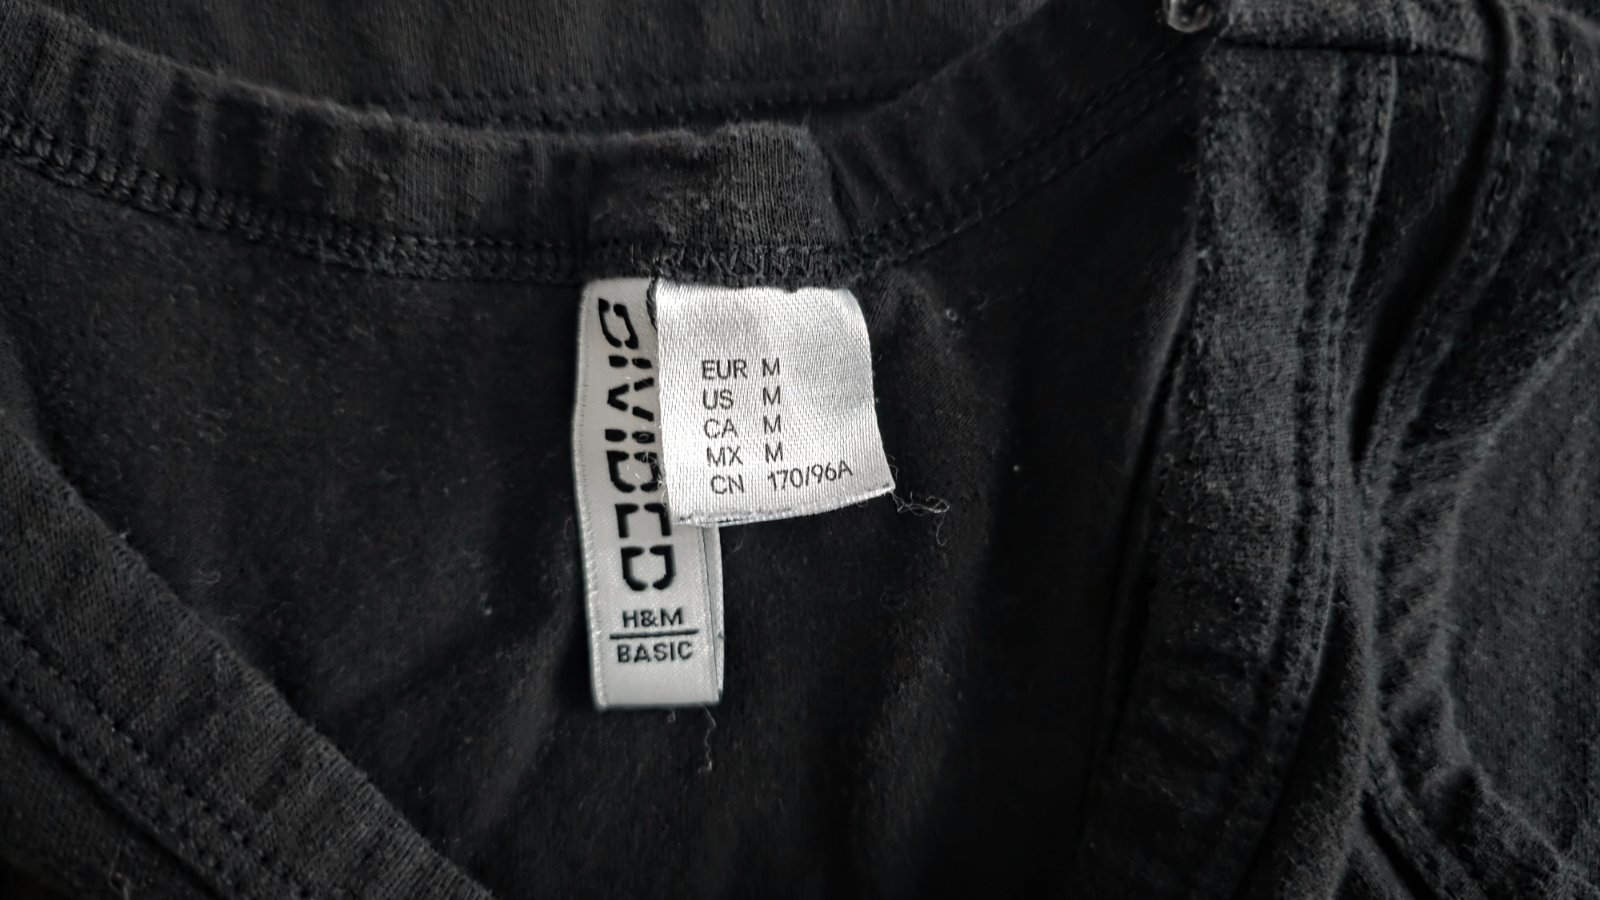 DIVIDED
H&M
BASIC
EUR M
US M
CA M
MX M
CN 170/96A